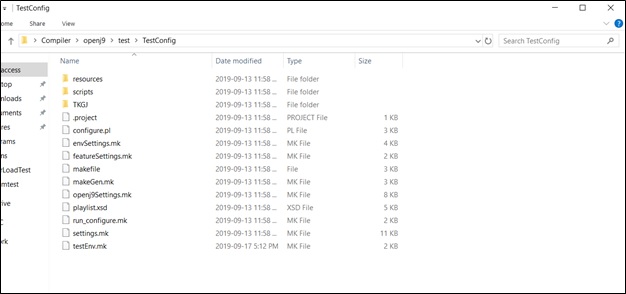 TestConfig
ome Share View
Compiler > openj9 > test > TestConfig Search TestConfig
Name Date modified Type Size
access
top
nloads
uments
res
rams
ms
yLoadTest
mtest
rive
C
ork
resources 2019-09-13 11:58 ... File folder
scripts 2019-09-13 11:58 ... File folder
TKGJ 2019-09-13 11:58 ... File folder
.project 2019-09-13 11:58 ... PROJECT File 1 KB
configure.pl 2019-09-13 11:58 ... PL File 3 KB
envSettings.mk 2019-09-13 11:58 ... MK File 4 KB
featureSettings.mk 2019-09-13 11:58 ... MK File 2 KB
makefile 2019-09-13 11:58 ... File 3 KB
makeGen.mk 2019-09-13 11:58 ... MK File 3 KB
openj9Settings.mk 2019-09-13 11:58 ... MK File 8 KB
playlist.xsd 2019-09-13 11:58 ... XSD File 5 KB
run_configure.mk 2019-09-13 11:58 ... MK File 2 KB
settings.mk 2019-09-13 11:58 ... MK File 11 KB
testEnv.mk 2019-09-17 5:12 PM MK File 2 KB